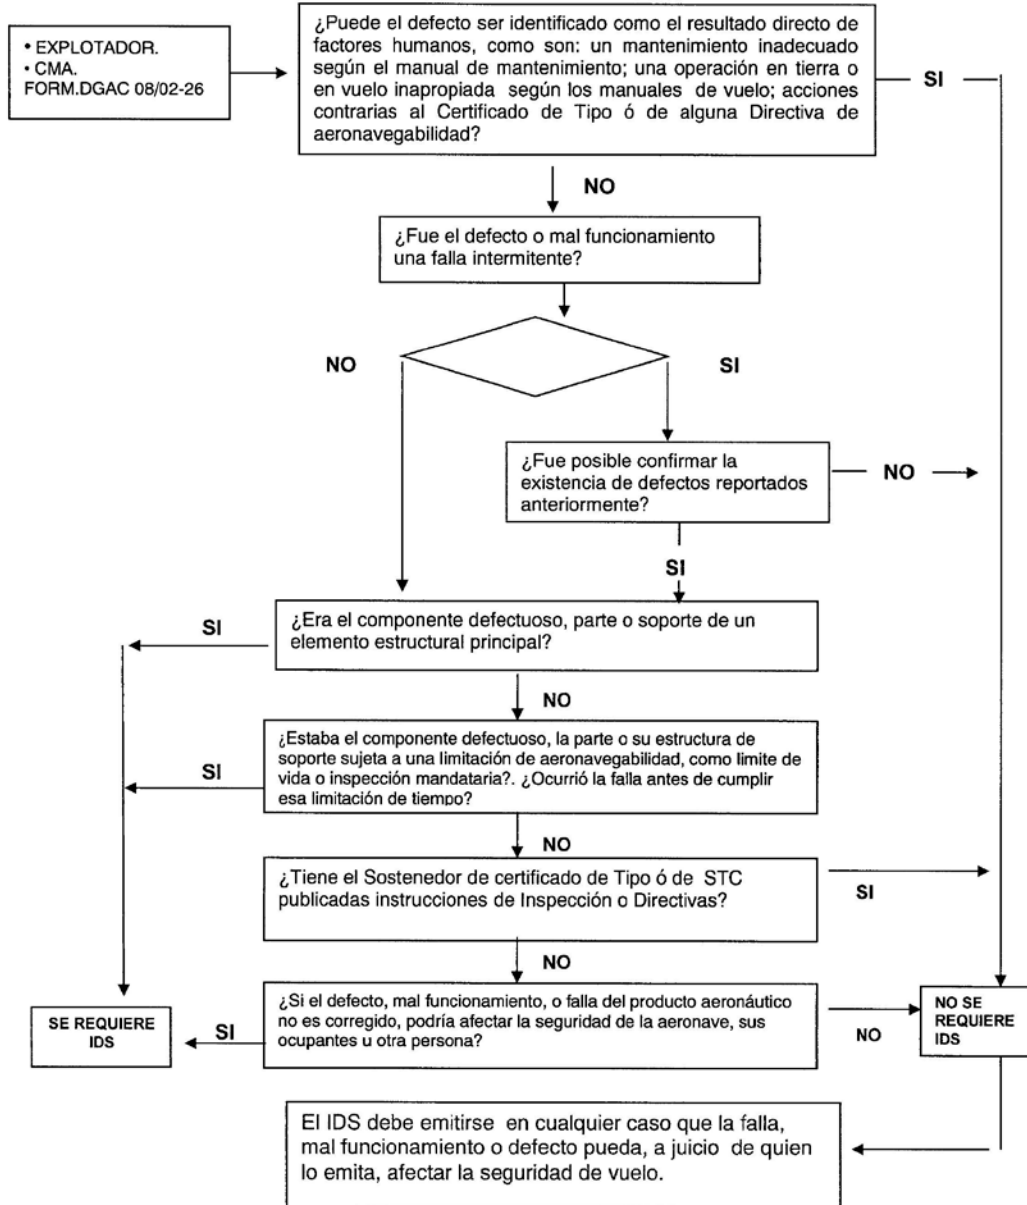 • EXPLOTADOR.
• CMA.
FORM.DGAC 08/02-26
¿Puede el defecto ser identificado como el resultado directo de
factores humanos, como son: un mantenimiento inadecuado
según el manual de mantenimiento; una operación en tierra o
en vuelo inapropiada según los manuales de vuelo; acciones
contrarias al Certificado de Tipo ó de alguna Directiva de
aeronavegabilidad?
SI
NO
¿Fue el defecto o mal funcionamiento
una falla intermitente?
NO
SI
¿Fue posible confirmar la
existencia de defectos reportados
anteriormente?
NO
SI
¿Era el componente defectuoso, parte o soporte de un
elemento estructural principal?
SI
NO
¿Estaba el componente defectuoso, la parte o su estructura de
soporte sujeta a una limitación de aeronavegabilidad, como limite de
vida o inspección mandataria?. ¿Ocurrió la falla antes de cumplir
esa limitación de tiempo?
SI
NO
¿Tiene el Sostenedor de certificado de Tipo ó de STC
publicadas instrucciones de Inspección o Directivas?
SI
NO
¿Si el defecto, mal funcionamiento, o falla del producto aeronáutico
no es corregido, podría afectar la seguridad de la aeronave, sus
ocupantes u otra persona?
SI
NO
SE REQUIERE
IDS
NO SE
REQUIERE
IDS
El IDS debe emitirse en cualquier caso que la falla,
mal funcionamiento o defecto pueda, a juicio de quien
lo emita, afectar la seguridad de vuelo.